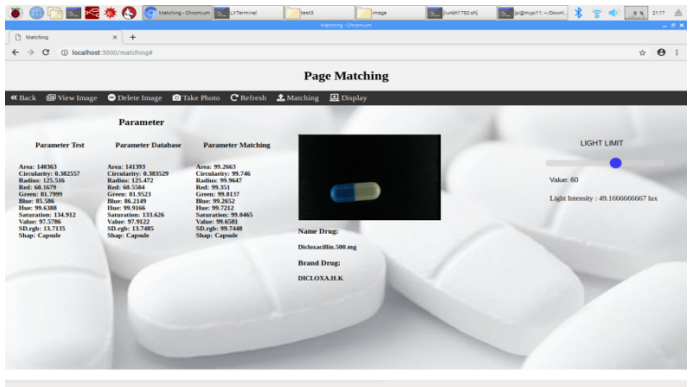 Matching - Chromium
LXTerminal
test3
image
21:17
Matching - Chromium
Matching
localhost:3000/matching#
Page Matching
Back View Image Delete Image Take Photo Refresh Matching Display
Parameter
Parameter Test
Area: 140363
Circularity: 0.382557
Radius: 125.516
Red: 60.1679
Green: 81.7999
Blue: 85.586
Hue: 99.6388
Saturation: 134.912
Value: 97.5786
SD.rgb: 13.7135
Shap: Capsule
Parameter Database
Area: 141393
Circularity: 0.383529
Radius: 125.472
Red: 60.5584
Green: 81.9523
Blue: 86.2149
Hue: 99.9166
Saturation: 133.626
Value: 97.9122
SD.rgb: 13.7485
Shap: Capsule
Parameter Matching
Area: 99.2663
Circularity: 99.746
Radius: 99.9647
Red: 99.351
Green: 99.8137
Blue: 99.2652
Hue: 99.7212
Saturation: 99.0465
Value: 99.6581
SD.rgb: 99.7448
Shap: Capsule
Name Drug:
Dicloxacillin.500.mg
Brand Drug:
DICLOXA.H.K
LIGHT LIMIT
Value: 60
Light Intensity : 49.1666666667 lux